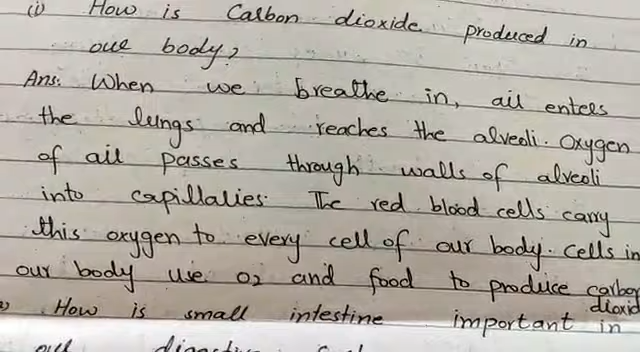 (i) How is Carbon dioxide produced in
our body?
Ans: When we breathe in, air enters
the lungs and reaches the alveoli. Oxygen
of air passes through walls of alveoli
into capillaries. The red blood cells carry
this oxygen to every cell of our body. Cells in
our body use O2 and food to produce carbon
dioxid
2) How is small intestine important in
our